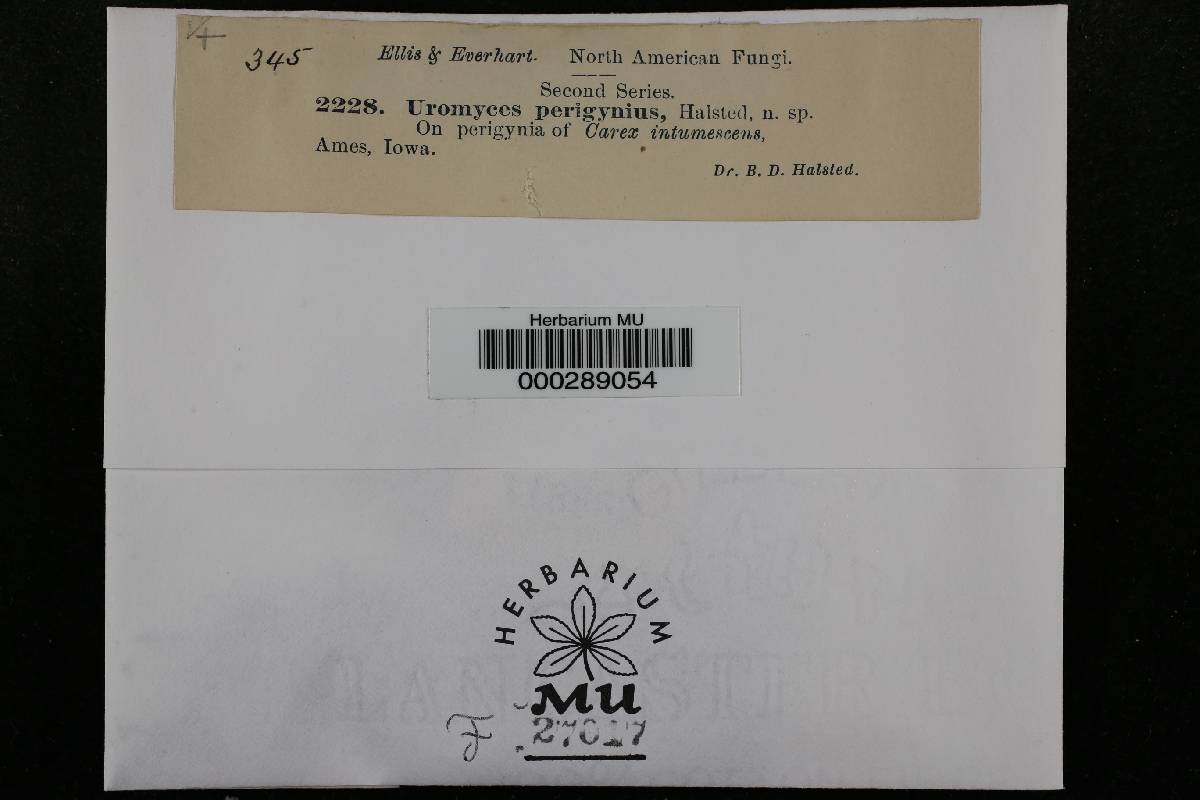 345 Ellis & Everhart. North American Fungi.
Second Series.
2228. Uromyces perigynius, Halsted, n. sp.
On perigynia of Carex intumescens,
Ames, Iowa.
Dr. B. D. Halsted.
Herbarium MU
000289054
HERBARIUM
MU
F 27017